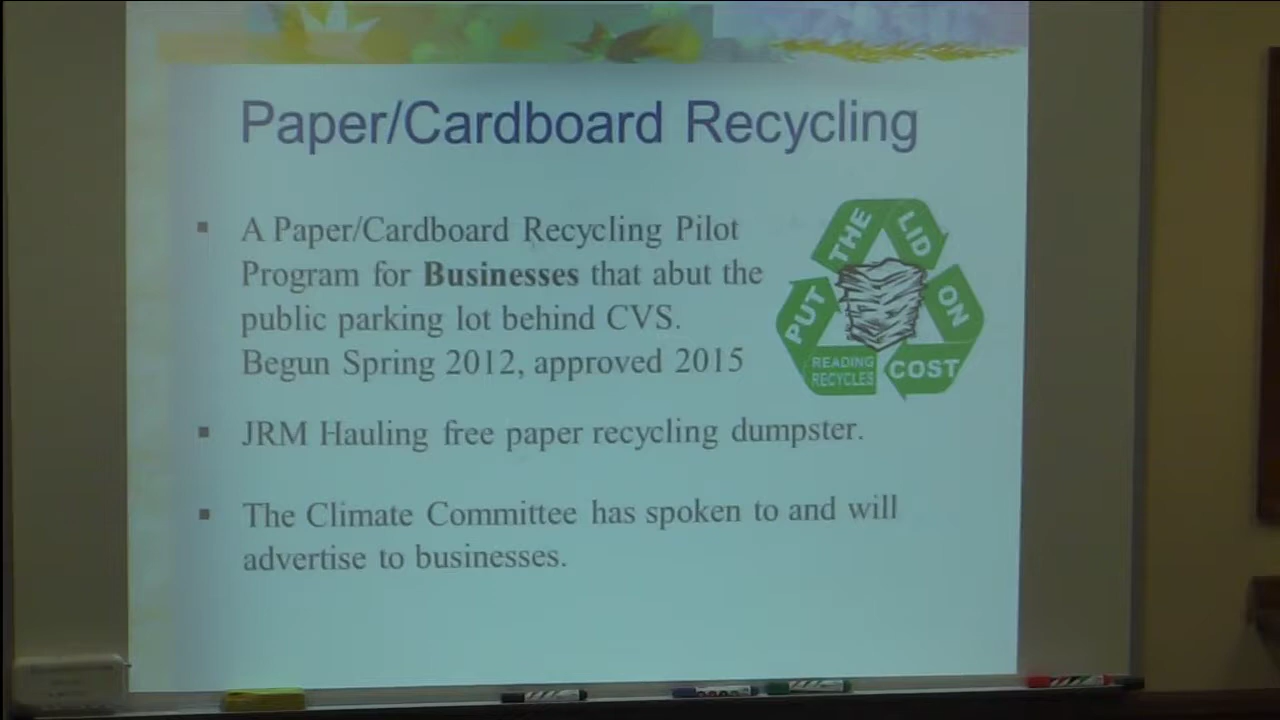 Paper/Cardboard Recycling
A Paper/Cardboard Recycling Pilot
Program for Businesses that abut the
public parking lot behind CVS.
Begun Spring 2012, approved 2015
PUT THE LID ON COST
READING
RECYCLES
JRM Hauling free paper recycling dumpster.
The Climate Committee has spoken to and will
advertise to businesses.